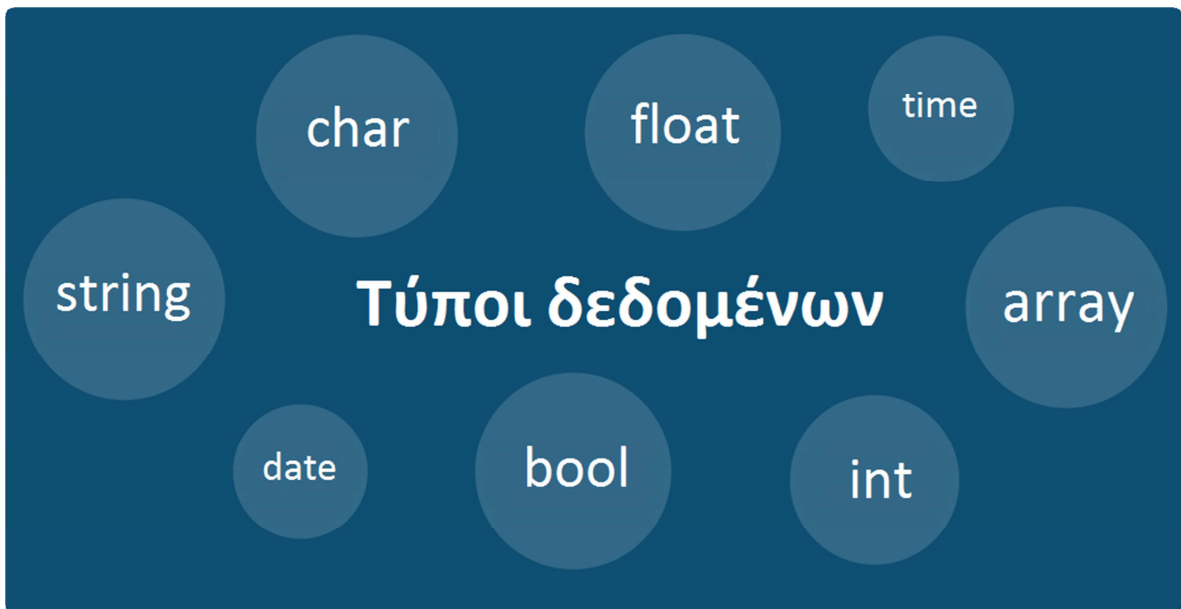 char
float
time
string
Τύποι δεδομένων
array
date
bool
int